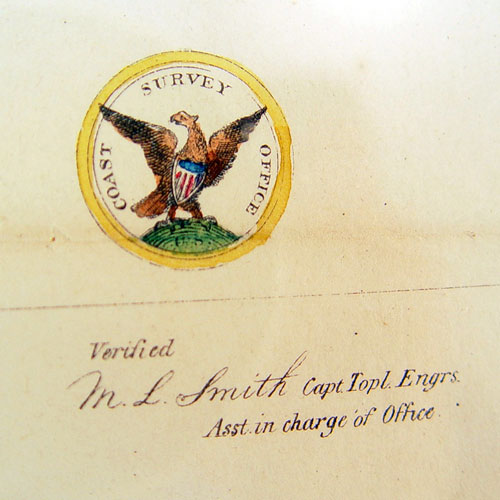 COAST SURVEY OFFICE
U.S.
Verified
M. L. Smith Capt. Topl. Engrs.
Asst. in charge of Office.